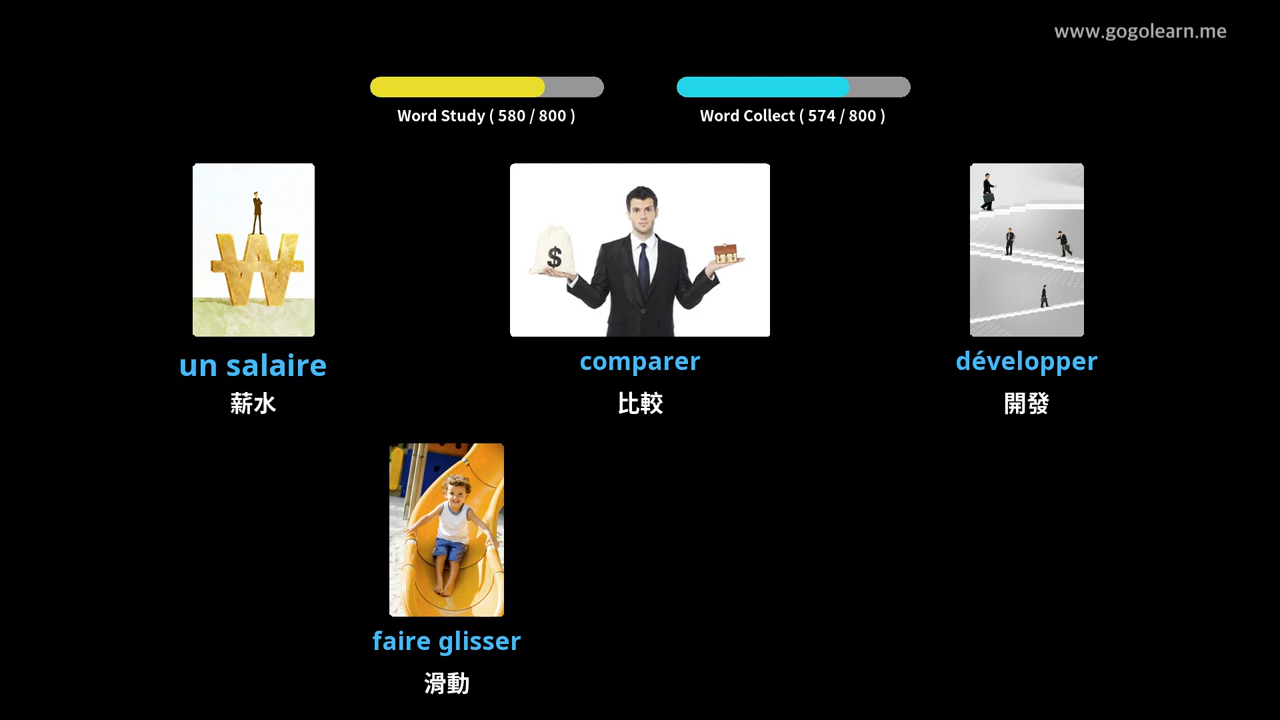 www.gogolearn.me
Word Study ( 580 / 800 )
Word Collect ( 574 / 800 )
$
un salaire
薪水
comparer
比較
développer
開發
faire glisser
滑動